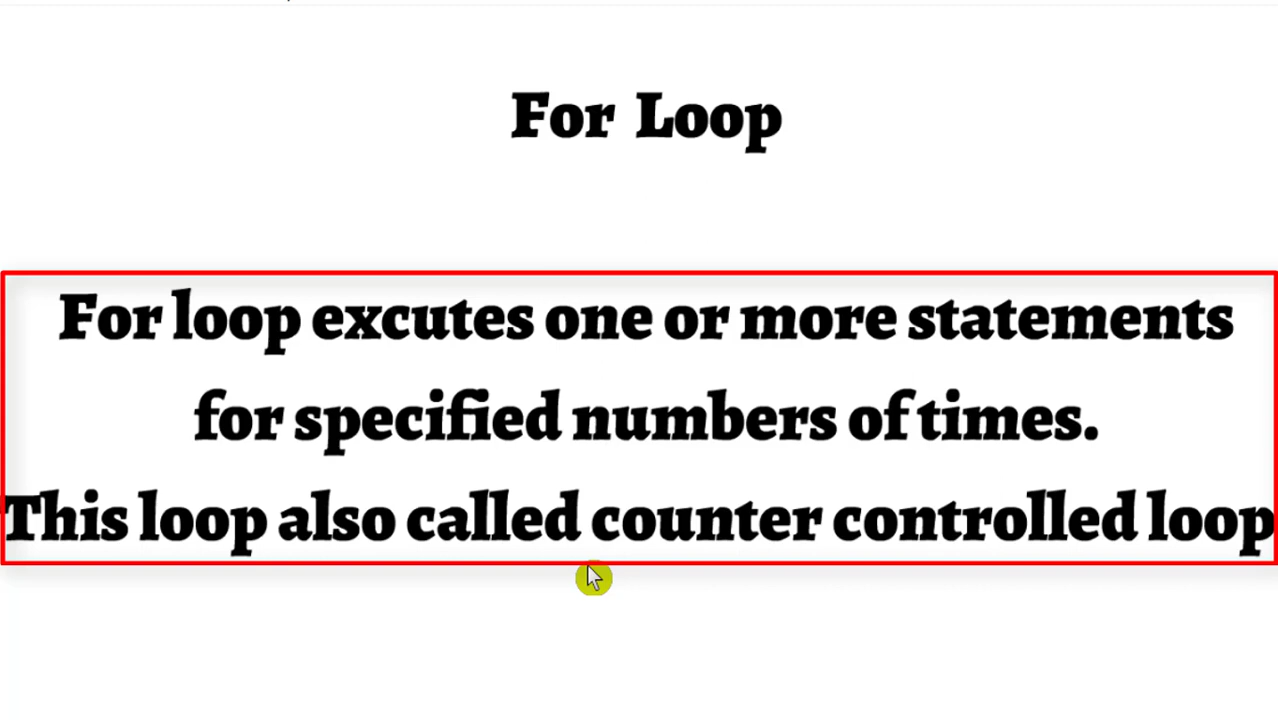 For Loop
For loop excutes one or more statements
for specified numbers of times.
This loop also called counter controlled loop